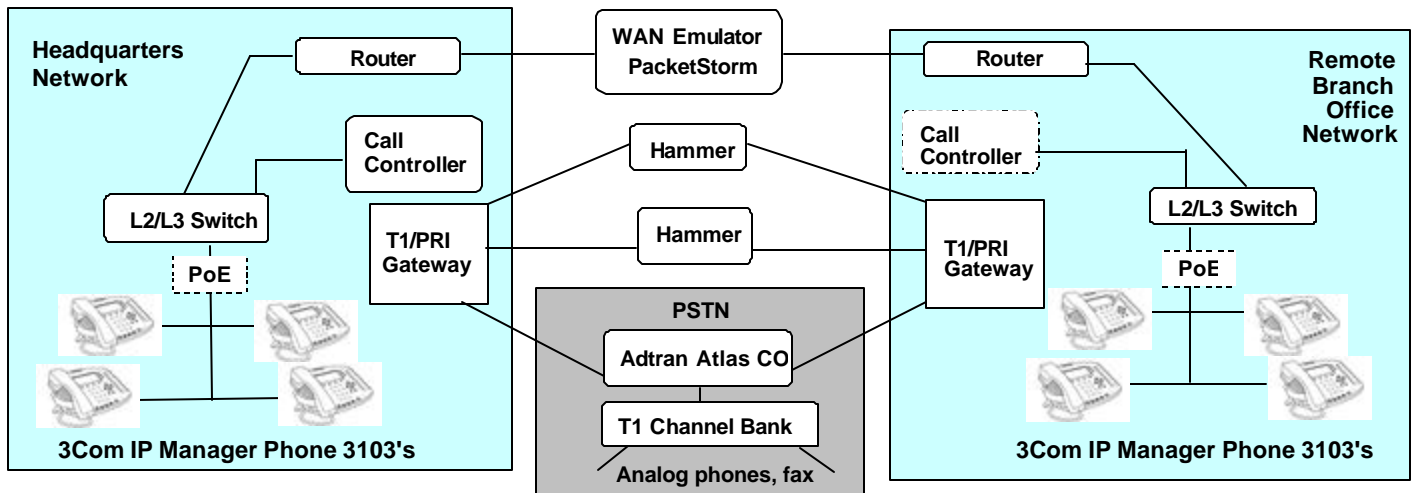 Headquarters
Network
Router
Call
Controller
L2/L3 Switch
PoE
T1/PRI
Gateway
3Com IP Manager Phone 3103's
WAN Emulator
PacketStorm
Hammer
Hammer
PSTN
Adtran Atlas CO
T1 Channel Bank
Analog phones, fax
Router
Remote
Branch
Office
Network
Call
Controller
L2/L3 Switch
T1/PRI
Gateway
PoE
3Com IP Manager Phone 3103's